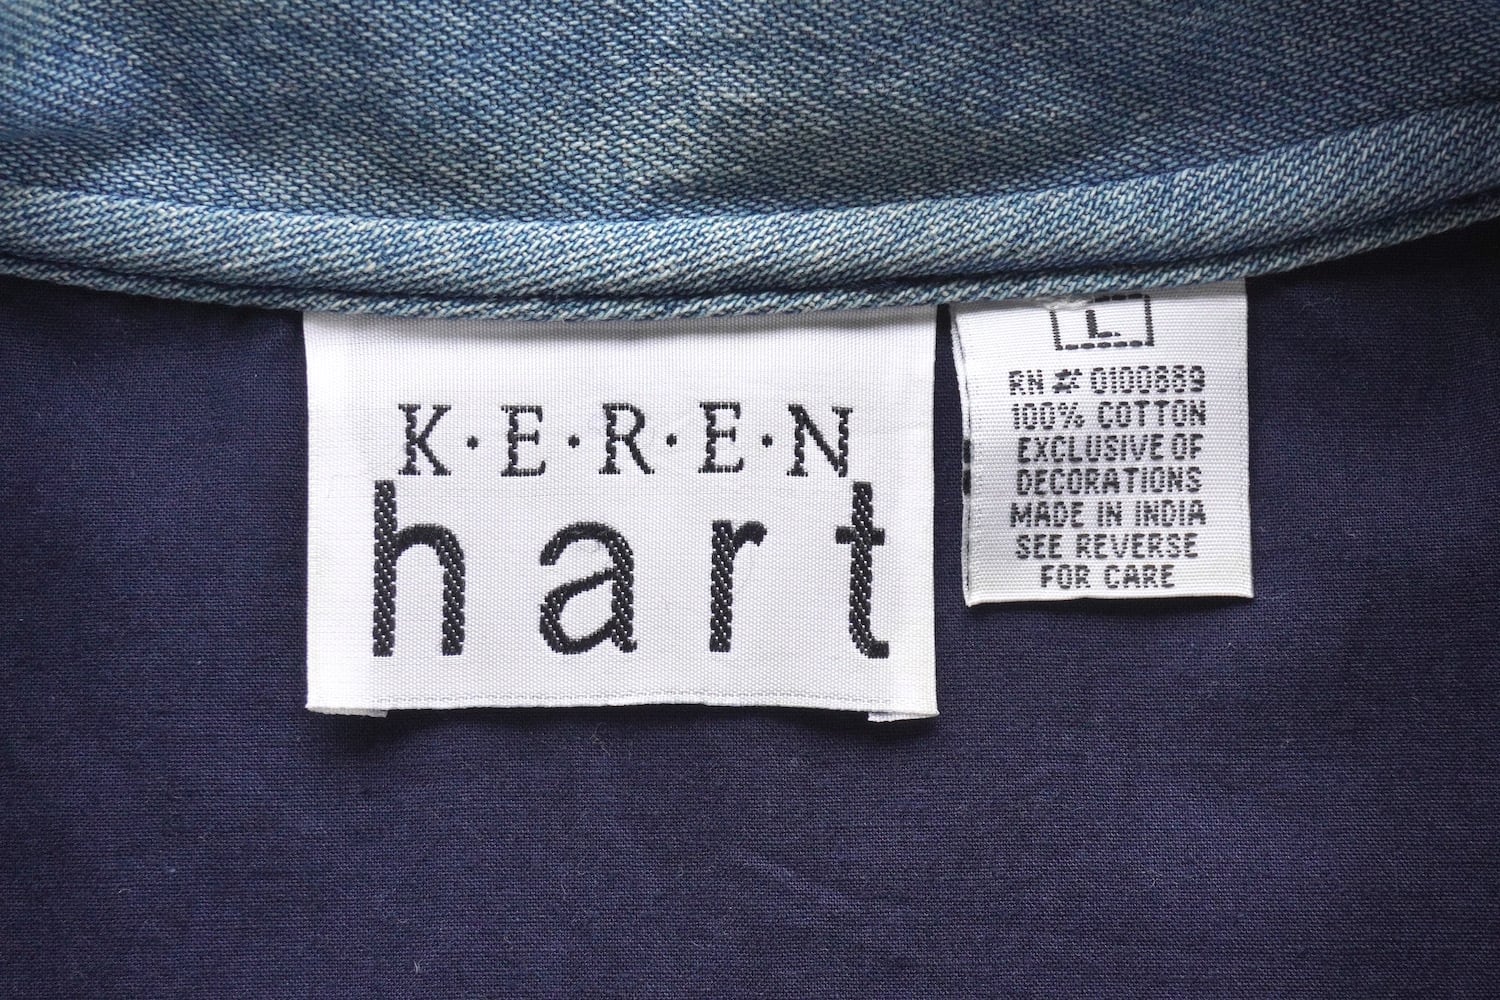 K·E·R·E·N
hart
L
RN # 0100889
100% COTTON
EXCLUSIVE OF
DECORATIONS
MADE IN INDIA
SEE REVERSE
FOR CARE